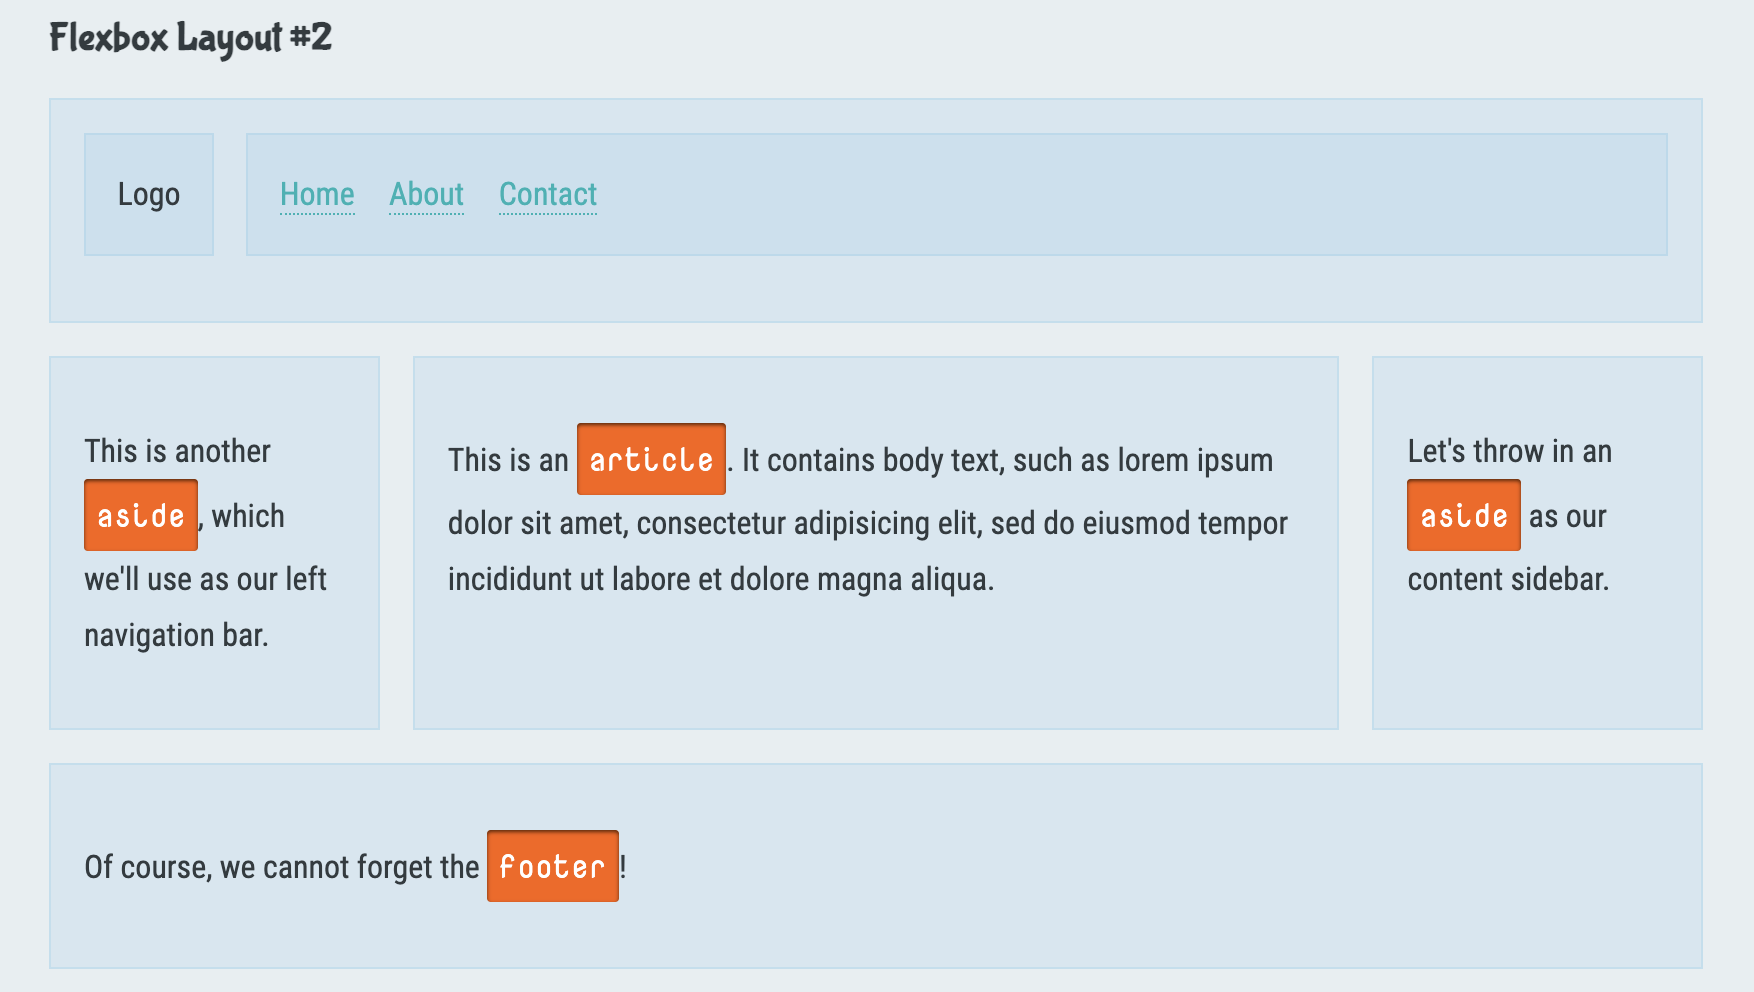 Flexbox Layout #2
Logo
Home About Contact
This is another
aside, which
we'll use as our left
navigation bar.
This is an article. It contains body text, such as lorem ipsum
dolor sit amet, consectetur adipisicing elit, sed do eiusmod tempor
incididunt ut labore et dolore magna aliqua.
Let's throw in an
aside as our
content sidebar.
Of course, we cannot forget the footer!